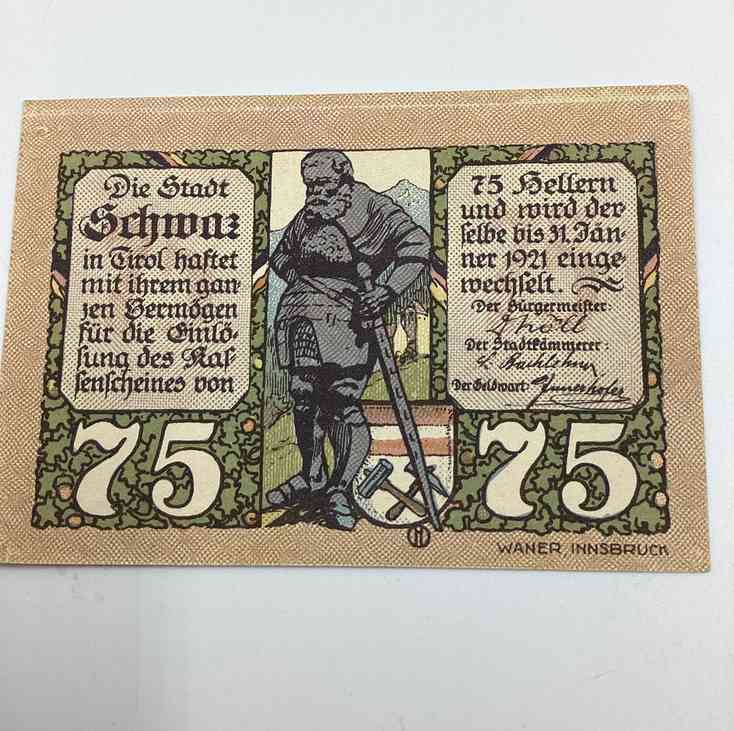 Die Stadt
Schwaz
in Tirol haftet
mit ihrem gan-
zen Vermögen
für die Einlö-
sung des Kas
senscheines von
75 Hellern
und wird der-
selbe bis 31. Jän-
ner 1921 einge-
wechselt.
Der Bürgermeister:
Der Stadtkämmerer:
Der Geldwart:
75
75
WANER INNSBRUCK